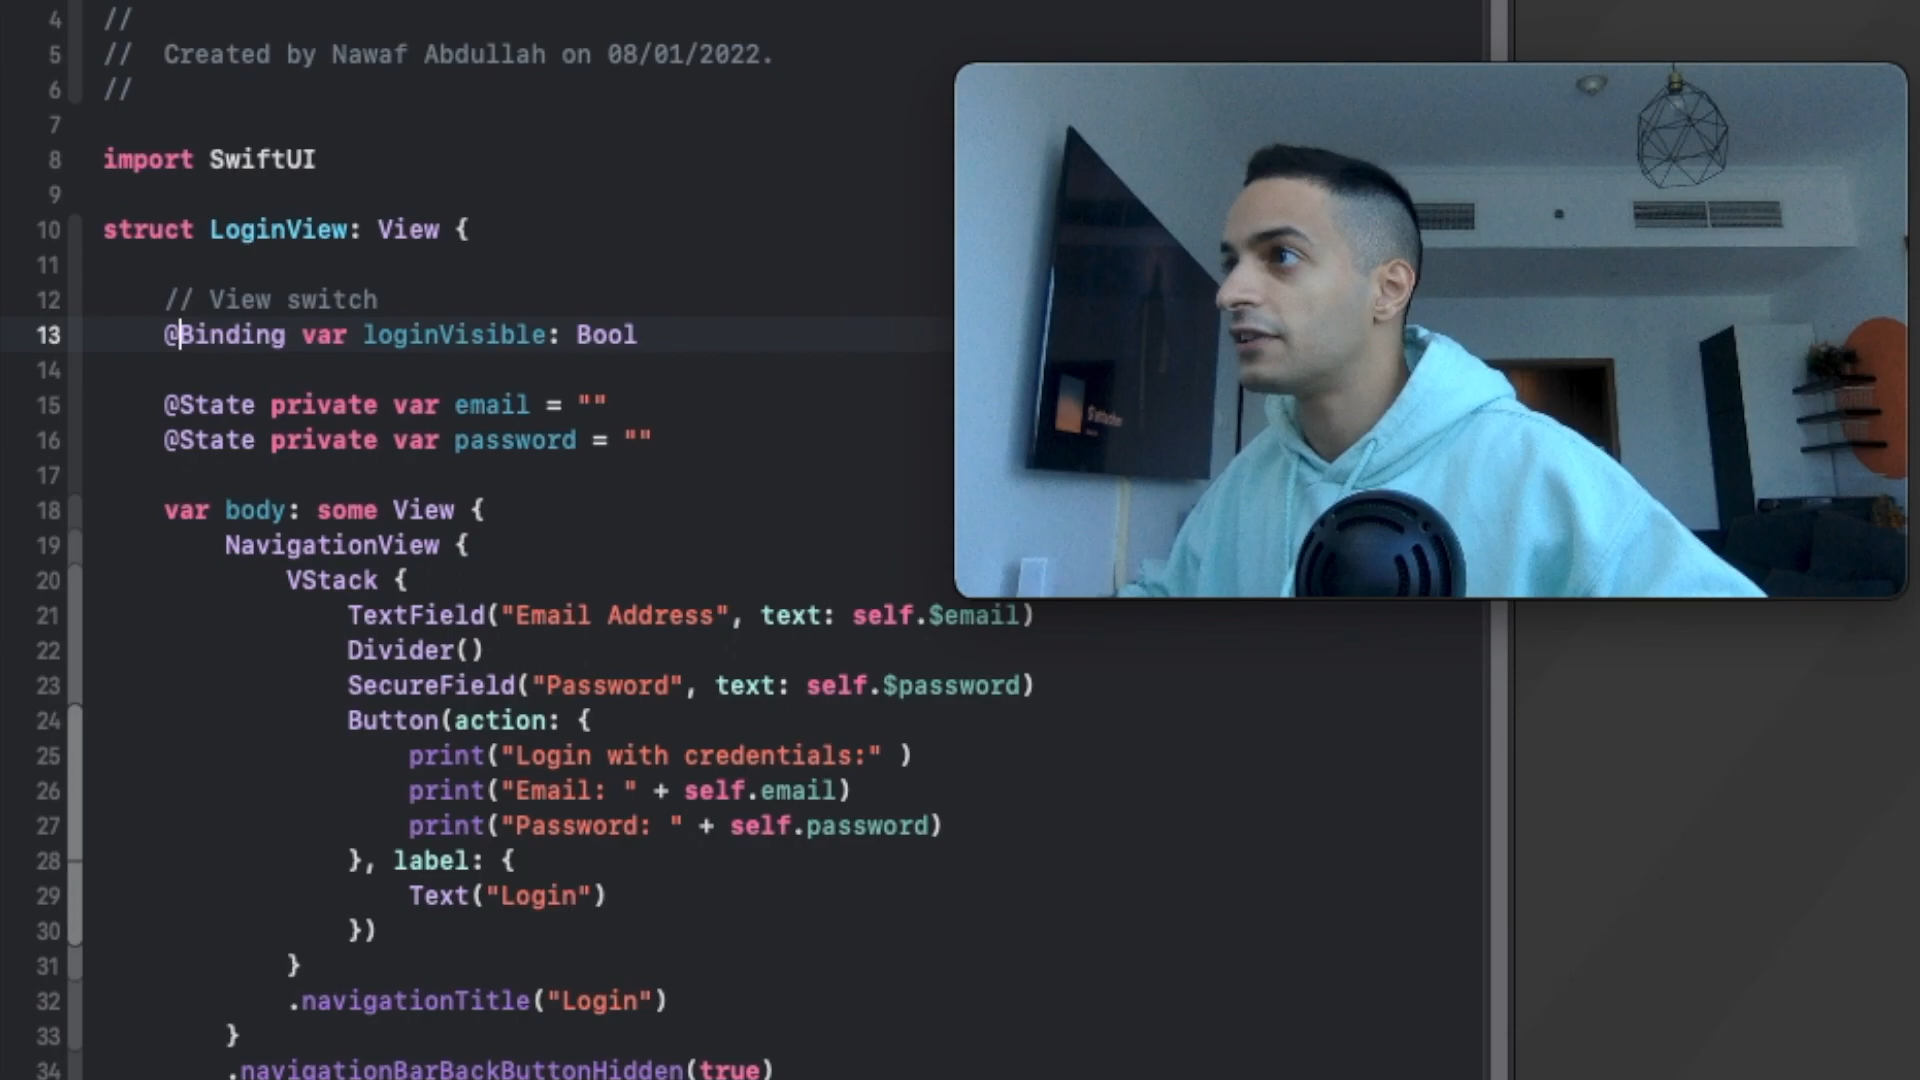 4 //
5 //  Created by Nawaf Abdullah on 08/01/2022.
6 //
7
8 import SwiftUI
9
10 struct LoginView: View {
11
12     // View switch
13     @Binding var loginVisible: Bool
14
15     @State private var email = ""
16     @State private var password = ""
17
18     var body: some View {
19         NavigationView {
20             VStack {
21                 TextField("Email Address", text: self.$email)
22                 Divider()
23                 SecureField("Password", text: self.$password)
24                 Button(action: {
25                     print("Login with credentials:" )
26                     print("Email: " + self.email)
27                     print("Password: " + self.password)
28                 }, label: {
29                     Text("Login")
30                 })
31             }
32             .navigationTitle("Login")
33         }
34         .navigationBarBackButtonHidden(true)